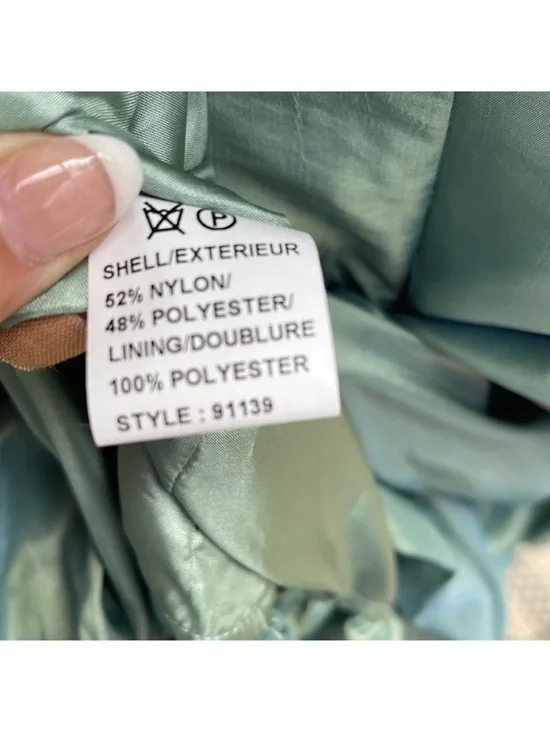 P
SHELL/EXTERIEUR
52% NYLON/
48% POLYESTER/
LINING/DOUBLURE
100% POLYESTER
STYLE : 91139